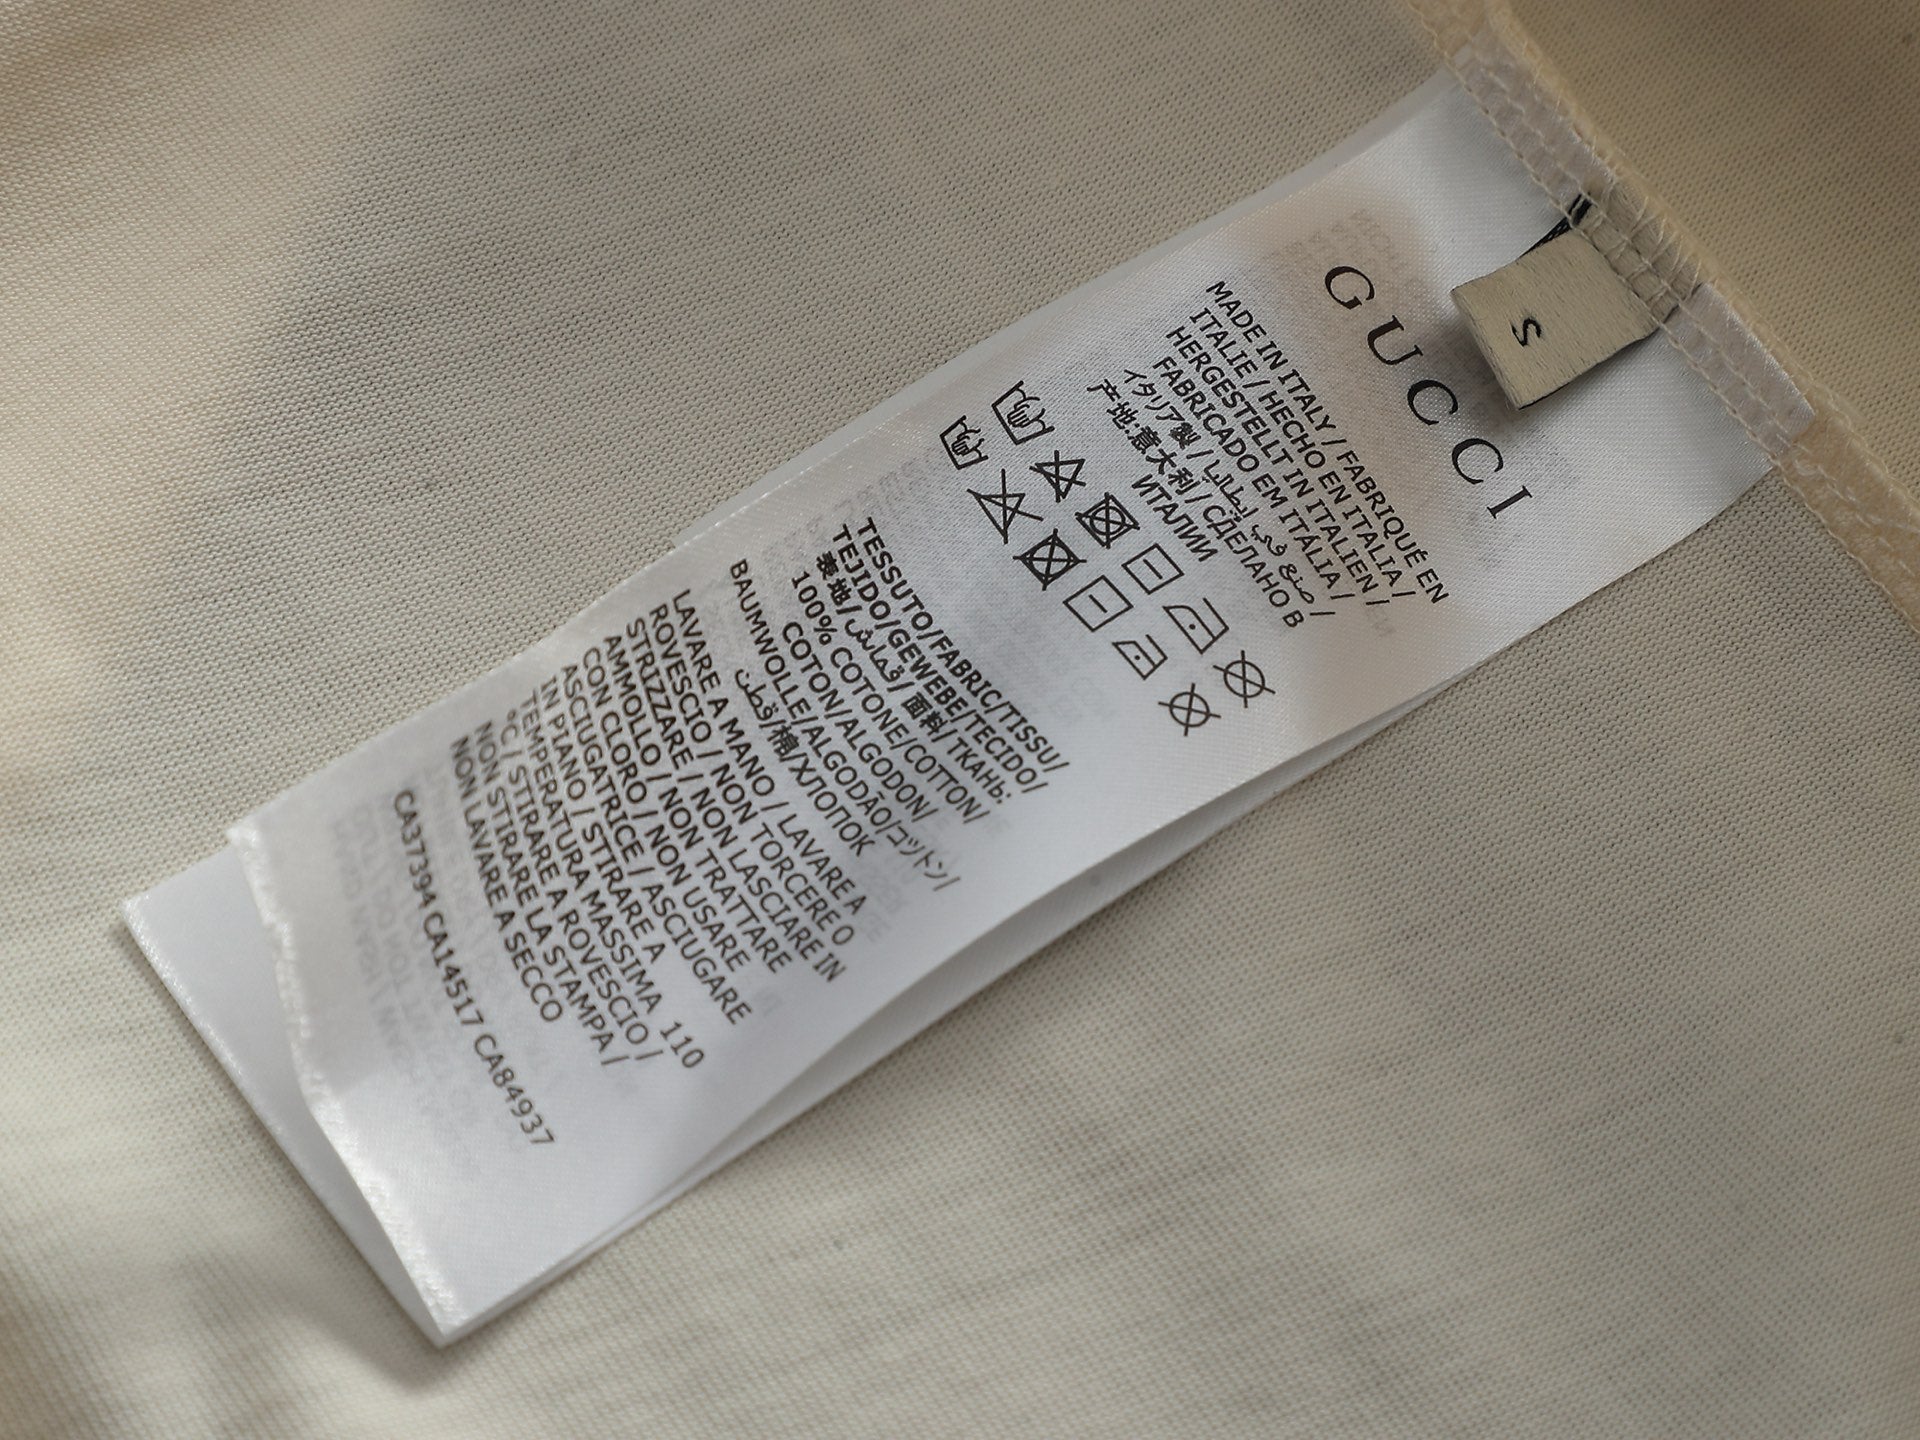 S
GUCCI
MADE IN ITALY / FABRIQUÉ EN
ITALIE / HECHO EN ITALIA /
HERGESTELLT IN ITALIEN /
FABRICADO EM ITÁLIA /
イタリア製 / صنع في إيطاليا /
产地:意大利 / СДЕЛАНО В
ИТАЛИИ
TESSUTO/FABRIC/TISSU/
TEJIDO/GEWEBE/TECIDO/
表地/قماش/面料/ТКАНЬ:
100% COTONE/COTTON/
COTON/ALGODON/
BAUMWOLLE/ALGODÃO/コットン/
قطن/棉/ХЛОПОК
LAVARE A MANO / LAVARE A
ROVESCIO / NON TORCERE O
STRIZZARE / NON LASCIARE IN
AMMOLLO / NON TRATTARE
CON CLORO / NON USARE
ASCIUGATRICE / ASCIUGARE
IN PIANO / STIRARE A
TEMPERATURA MASSIMA 110
°C / STIRARE A ROVESCIO /
NON STIRARE LA STAMPA /
NON LAVARE A SECCO
CA37394 CA14517 CA84937